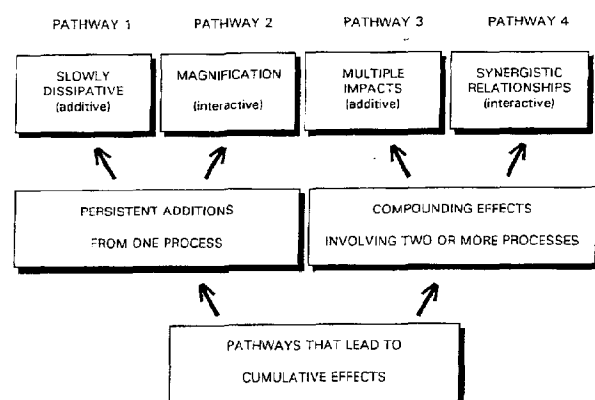 PATHWAY 1 PATHWAY 2 PATHWAY 3 PATHWAY 4
SLOWLY
DISSIPATIVE
(additive)
MAGNIFICATION
(interactive)
MULTIPLE
IMPACTS
(additive)
SYNERGISTIC
RELATIONSHIPS
(interactive)
PERSISTENT ADDITIONS
FROM ONE PROCESS
COMPOUNDING EFFECTS
INVOLVING TWO OR MORE PROCESSES
PATHWAYS THAT LEAD TO
CUMULATIVE EFFECTS